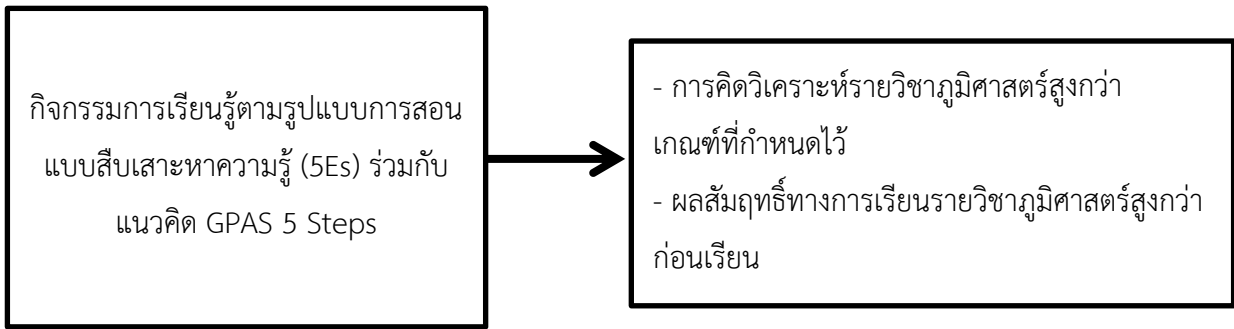 กิจกรรมการเรียนรู้ตามรูปแบบการสอน
แบบสืบเสาะหาความรู้ (5Es) ร่วมกับ
แนวคิด GPAS 5 Steps
- การคิดวิเคราะห์รายวิชาภูมิศาสตร์สูงกว่า
เกณฑ์ที่กำหนดไว้
- ผลสัมฤทธิ์ทางการเรียนรายวิชาภูมิศาสตร์สูงกว่า
ก่อนเรียน